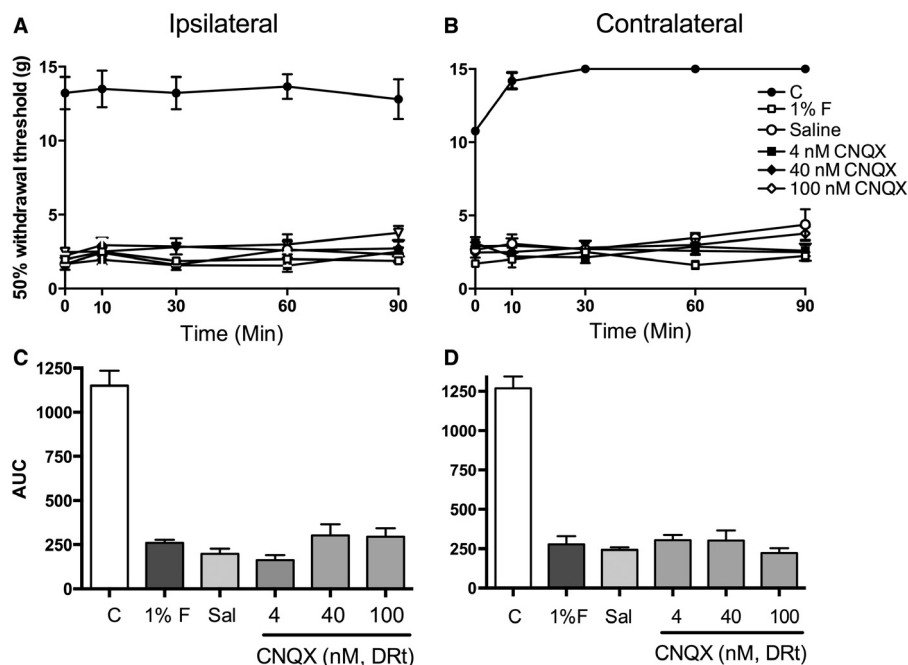 A
Ipsilateral
50% withdrawal threshold (g)
15
10
5
0
0 10 30 60 90
Time (Min)
B
Contralateral
15
10
5
0
0 10 30 60 90
Time (Min)
C
1% F
Saline
4 nM CNQX
40 nM CNQX
100 nM CNQX
C
AUC
1250
1000
750
500
250
0
C 1% F Sal 4 40 100
CNQX (nM, DRt)
D
1250
1250
750
500
250
0
C 1%F Sal 4 40 100
CNQX (nM, DRt)